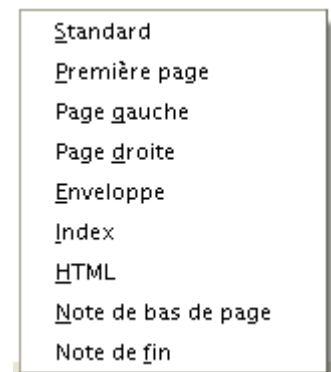 Standard
Première page
Page gauche
Page droite
Enveloppe
Index
HTML
Note de bas de page
Note de fin